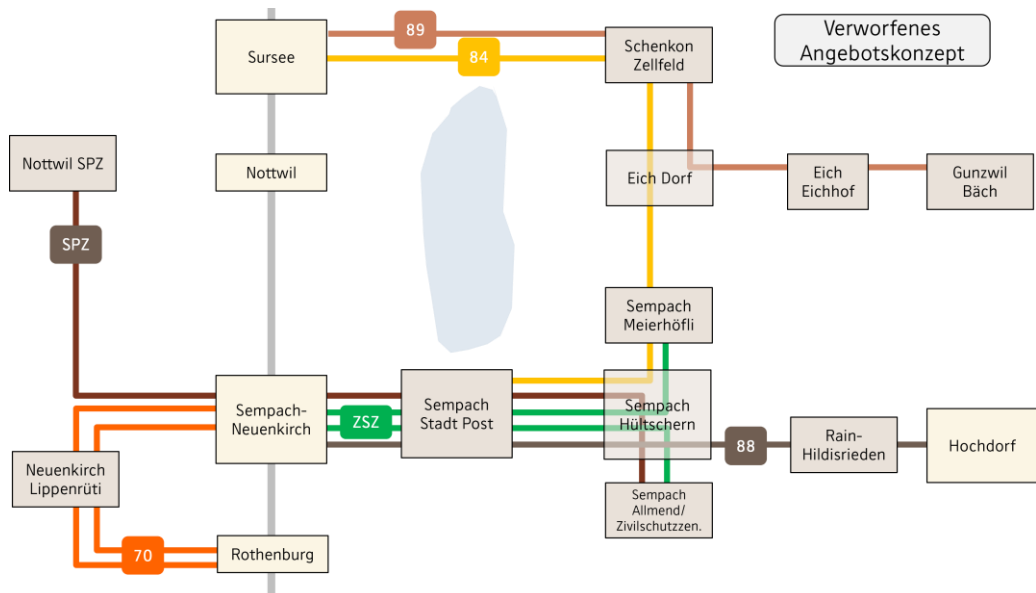 89
Verworfenes
Angebotskonzept
Sursee
84
Schenkon
Zellfeld
Nottwil SPZ
Nottwil
Eich Dorf
Eich
Eichhof
Gunzwil
Bäch
SPZ
Sempach
Meierhöfli
Sempach-
Neuenkirch
ZSZ
Sempach
Stadt Post
Sempach
Hültschern
88
Rain-
Hildisrieden
Hochdorf
Neuenkirch
Lippenrüti
Sempach
Allmend/
Zivilschutzzen.
70
Rothenburg